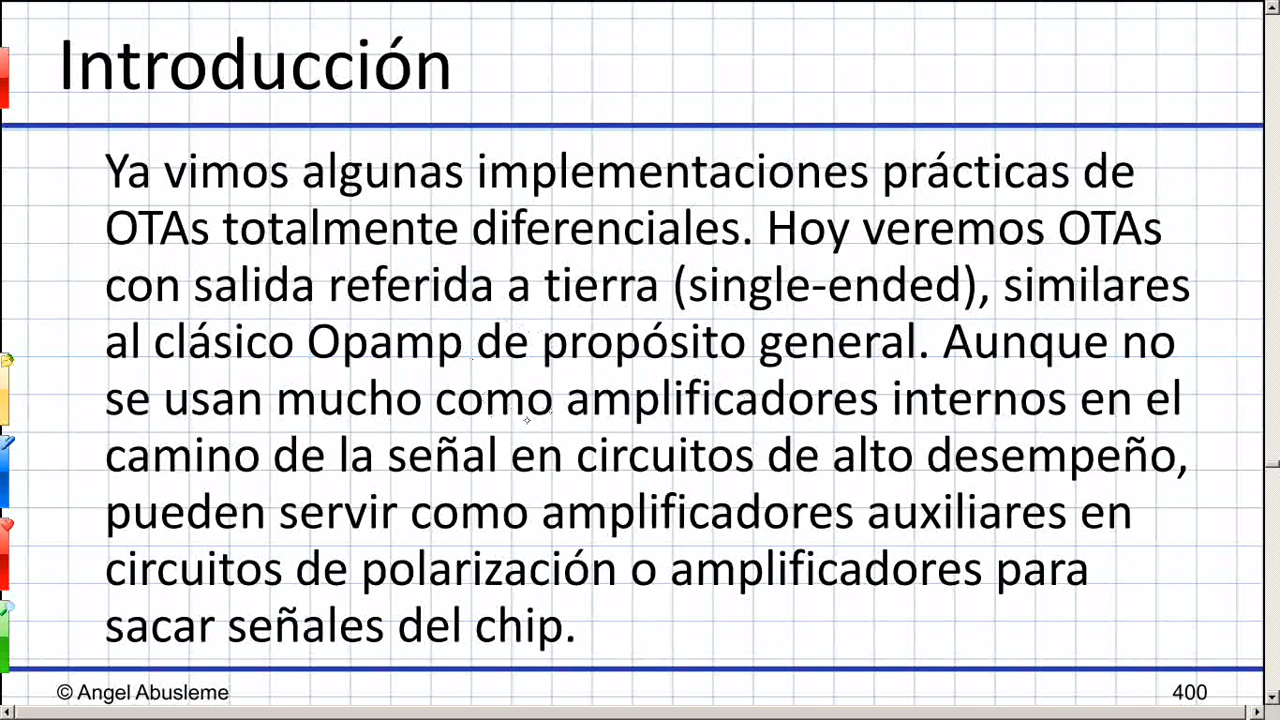 Introducción
Ya vimos algunas implementaciones prácticas de
OTAs totalmente diferenciales. Hoy veremos OTAs
con salida referida a tierra (single-ended), similares
al clásico Opamp de propósito general. Aunque no
se usan mucho como amplificadores internos en el
camino de la señal en circuitos de alto desempeño,
pueden servir como amplificadores auxiliares en
circuitos de polarización o amplificadores para
sacar señales del chip.
© Angel Abusleme
400